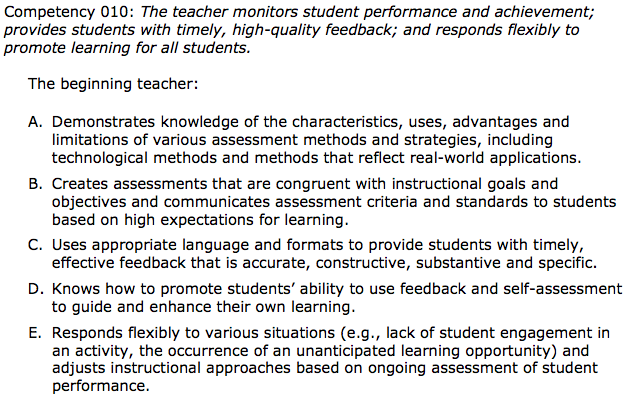 Competency 010: The teacher monitors student performance and achievement;
provides students with timely, high-quality feedback; and responds flexibly to
promote learning for all students.
The beginning teacher:
A. Demonstrates knowledge of the characteristics, uses, advantages and
limitations of various assessment methods and strategies, including
technological methods and methods that reflect real-world applications.
B. Creates assessments that are congruent with instructional goals and
objectives and communicates assessment criteria and standards to students
based on high expectations for learning.
C. Uses appropriate language and formats to provide students with timely,
effective feedback that is accurate, constructive, substantive and specific.
D. Knows how to promote students’ ability to use feedback and self-assessment
to guide and enhance their own learning.
E. Responds flexibly to various situations (e.g., lack of student engagement in
an activity, the occurrence of an unanticipated learning opportunity) and
adjusts instructional approaches based on ongoing assessment of student
performance.